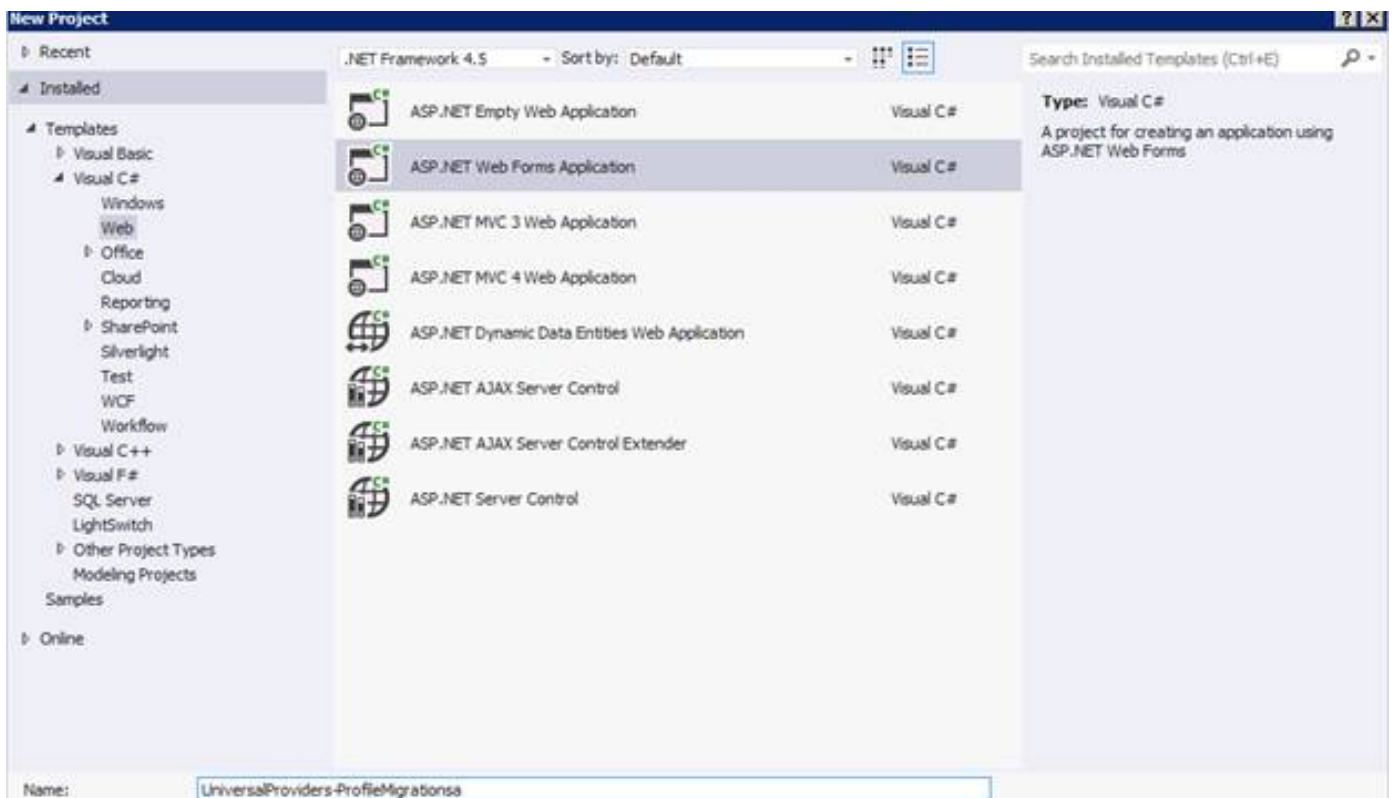 New Project
Recent
.NET Framework 4.5 Sort by: Default
Search Installed Templates (Ctrl+E)
Installed
Templates
Visual Basic
Visual C#
Windows
Web
Office
Cloud
Reporting
SharePoint
Silverlight
Test
WCF
Workflow
Visual C++
Visual F#
SQL Server
LightSwitch
Other Project Types
Modeling Projects
Samples
Online
ASP.NET Empty Web Application Visual C#
ASP.NET Web Forms Application Visual C#
ASP.NET MVC 3 Web Application Visual C#
ASP.NET MVC 4 Web Application Visual C#
ASP.NET Dynamic Data Entities Web Application Visual C#
ASP.NET AJAX Server Control Visual C#
ASP.NET AJAX Server Control Extender Visual C#
ASP.NET Server Control Visual C#
Type: Visual C#
A project for creating an application using
ASP.NET Web Forms
Name: UniversalProviders-ProfileMigrationsa